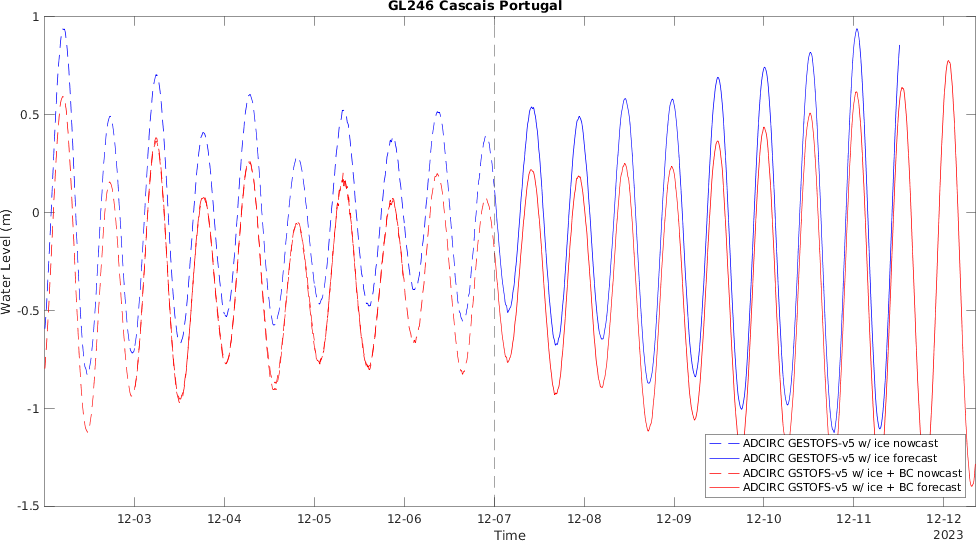 GL246 Cascais Portugal
1
0.5
0
-0.5
-1
-1.5
Water Level (m)
12-03 12-04 12-05 12-06 12-07 12-08 12-09 12-10 12-11 12-12
Time
2023
ADCIRC GESTOFS-v5 w/ ice nowcast
ADCIRC GESTOFS-v5 w/ ice forecast
ADCIRC GSTOFS-v5 w/ ice + BC nowcast
ADCIRC GSTOFS-v5 w/ ice + BC forecast